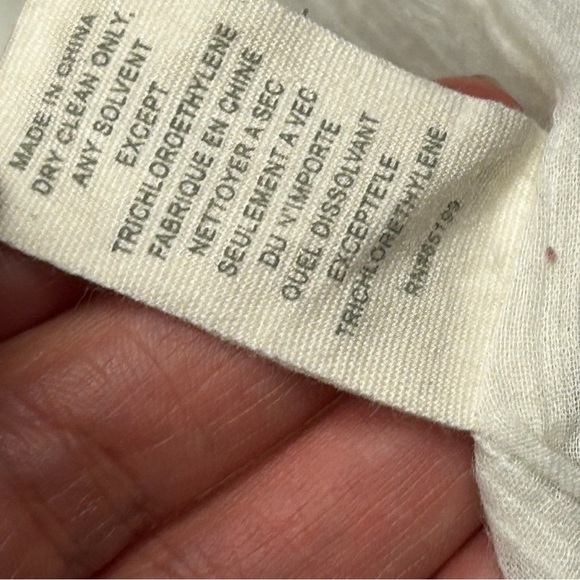 MADE IN CHINA
DRY CLEAN ONLY.
ANY SOLVENT
EXCEPT
TRICHLOROETHYLENE
FABRIQUE EN CHINE
NETTOYER A SEC
SEULEMENT AVEC
DU N'IMPORTE
QUEL DISSOLVANT
EXCEPTE'LE
TRICHLORETHYLENE